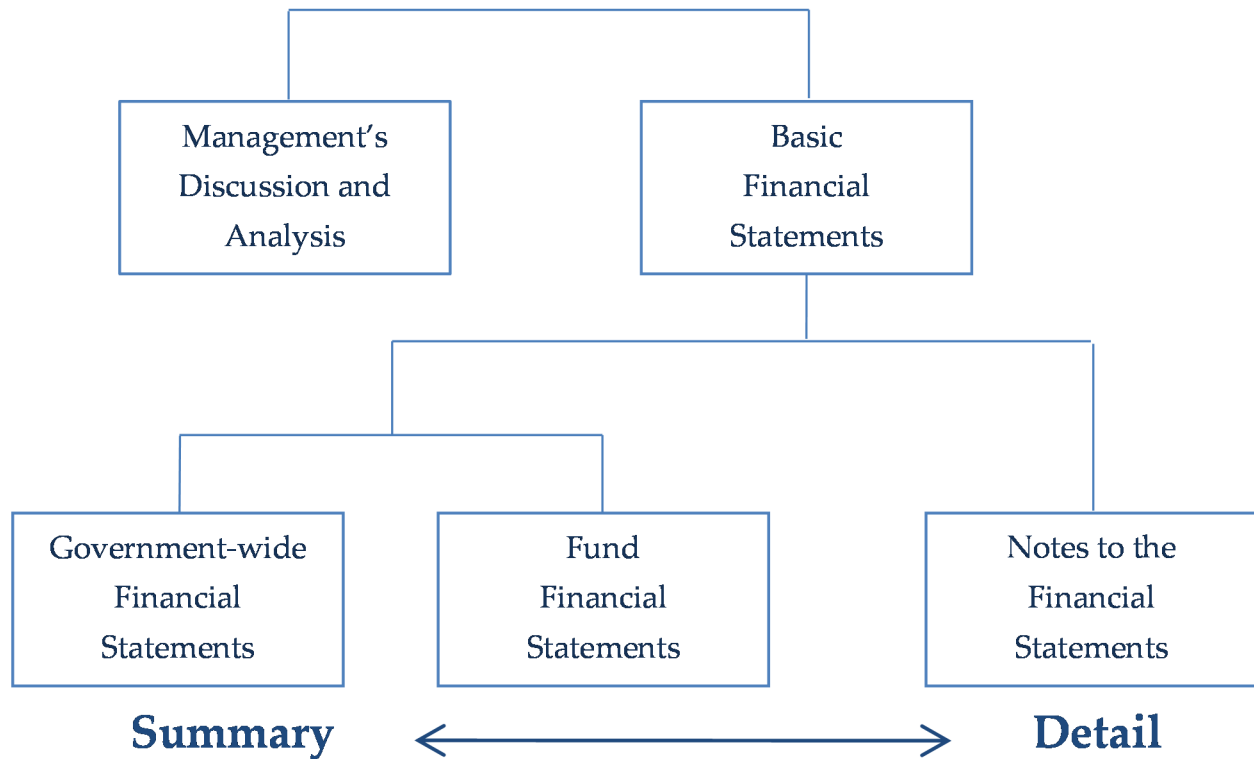 Management’s
Discussion and
Analysis
Basic
Financial
Statements
Government-wide
Financial
Statements
Fund
Financial
Statements
Notes to the
Financial
Statements
Summary
Detail